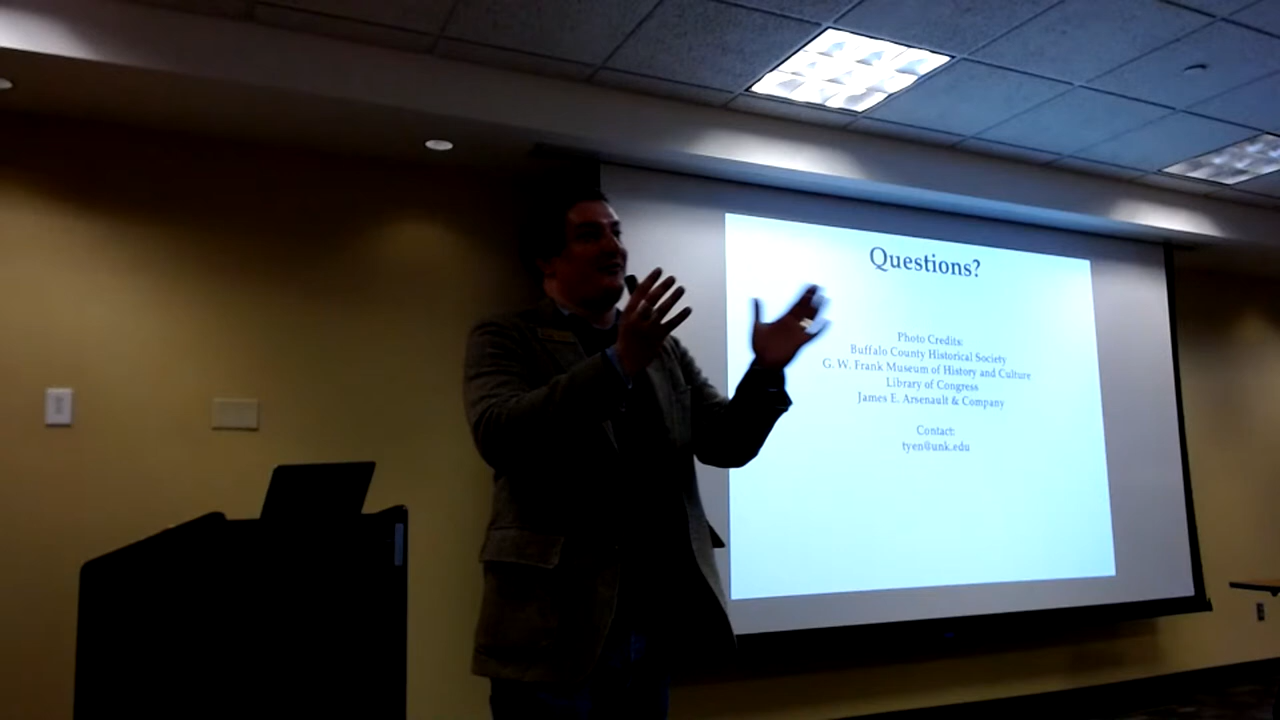 Questions?
Photo Credits:
Buffalo County Historical Society
G. W. Frank Museum of History and Culture
Library of Congress
James E. Arsenault & Company
Contact:
tyen@unk.edu